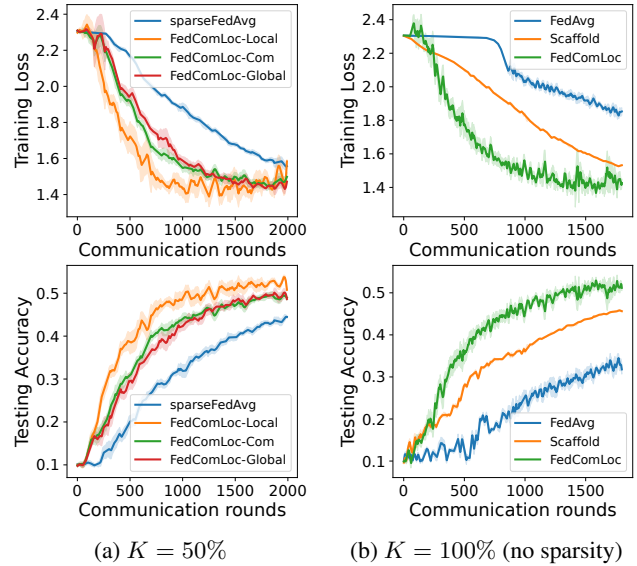 Training Loss
2.4
2.2
2.0
1.8
1.6
1.4
sparseFedAvg
FedComLoc-Local
FedComLoc-Com
FedComLoc-Global
0 500 1000 1500 2000
Communication rounds
Training Loss
2.4
2.2
2.0
1.8
1.6
1.4
FedAvg
Scaffold
FedComLoc
0 500 1000 1500
Communication rounds
Testing Accuracy
0.5
0.4
0.3
0.2
0.1
sparseFedAvg
FedComLoc-Local
FedComLoc-Com
FedComLoc-Global
0 500 1000 1500 2000
Communication rounds
Testing Accuracy
0.5
0.4
0.3
0.2
0.1
FedAvg
Scaffold
FedComLoc
0 500 1000 1500
Communication rounds
(a) K = 50%
(b) K = 100% (no sparsity)